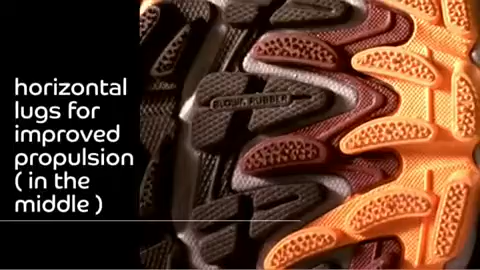 horizontal
lugs for
improved
propulsion
( in the
middle )
BLOWN RUBBER